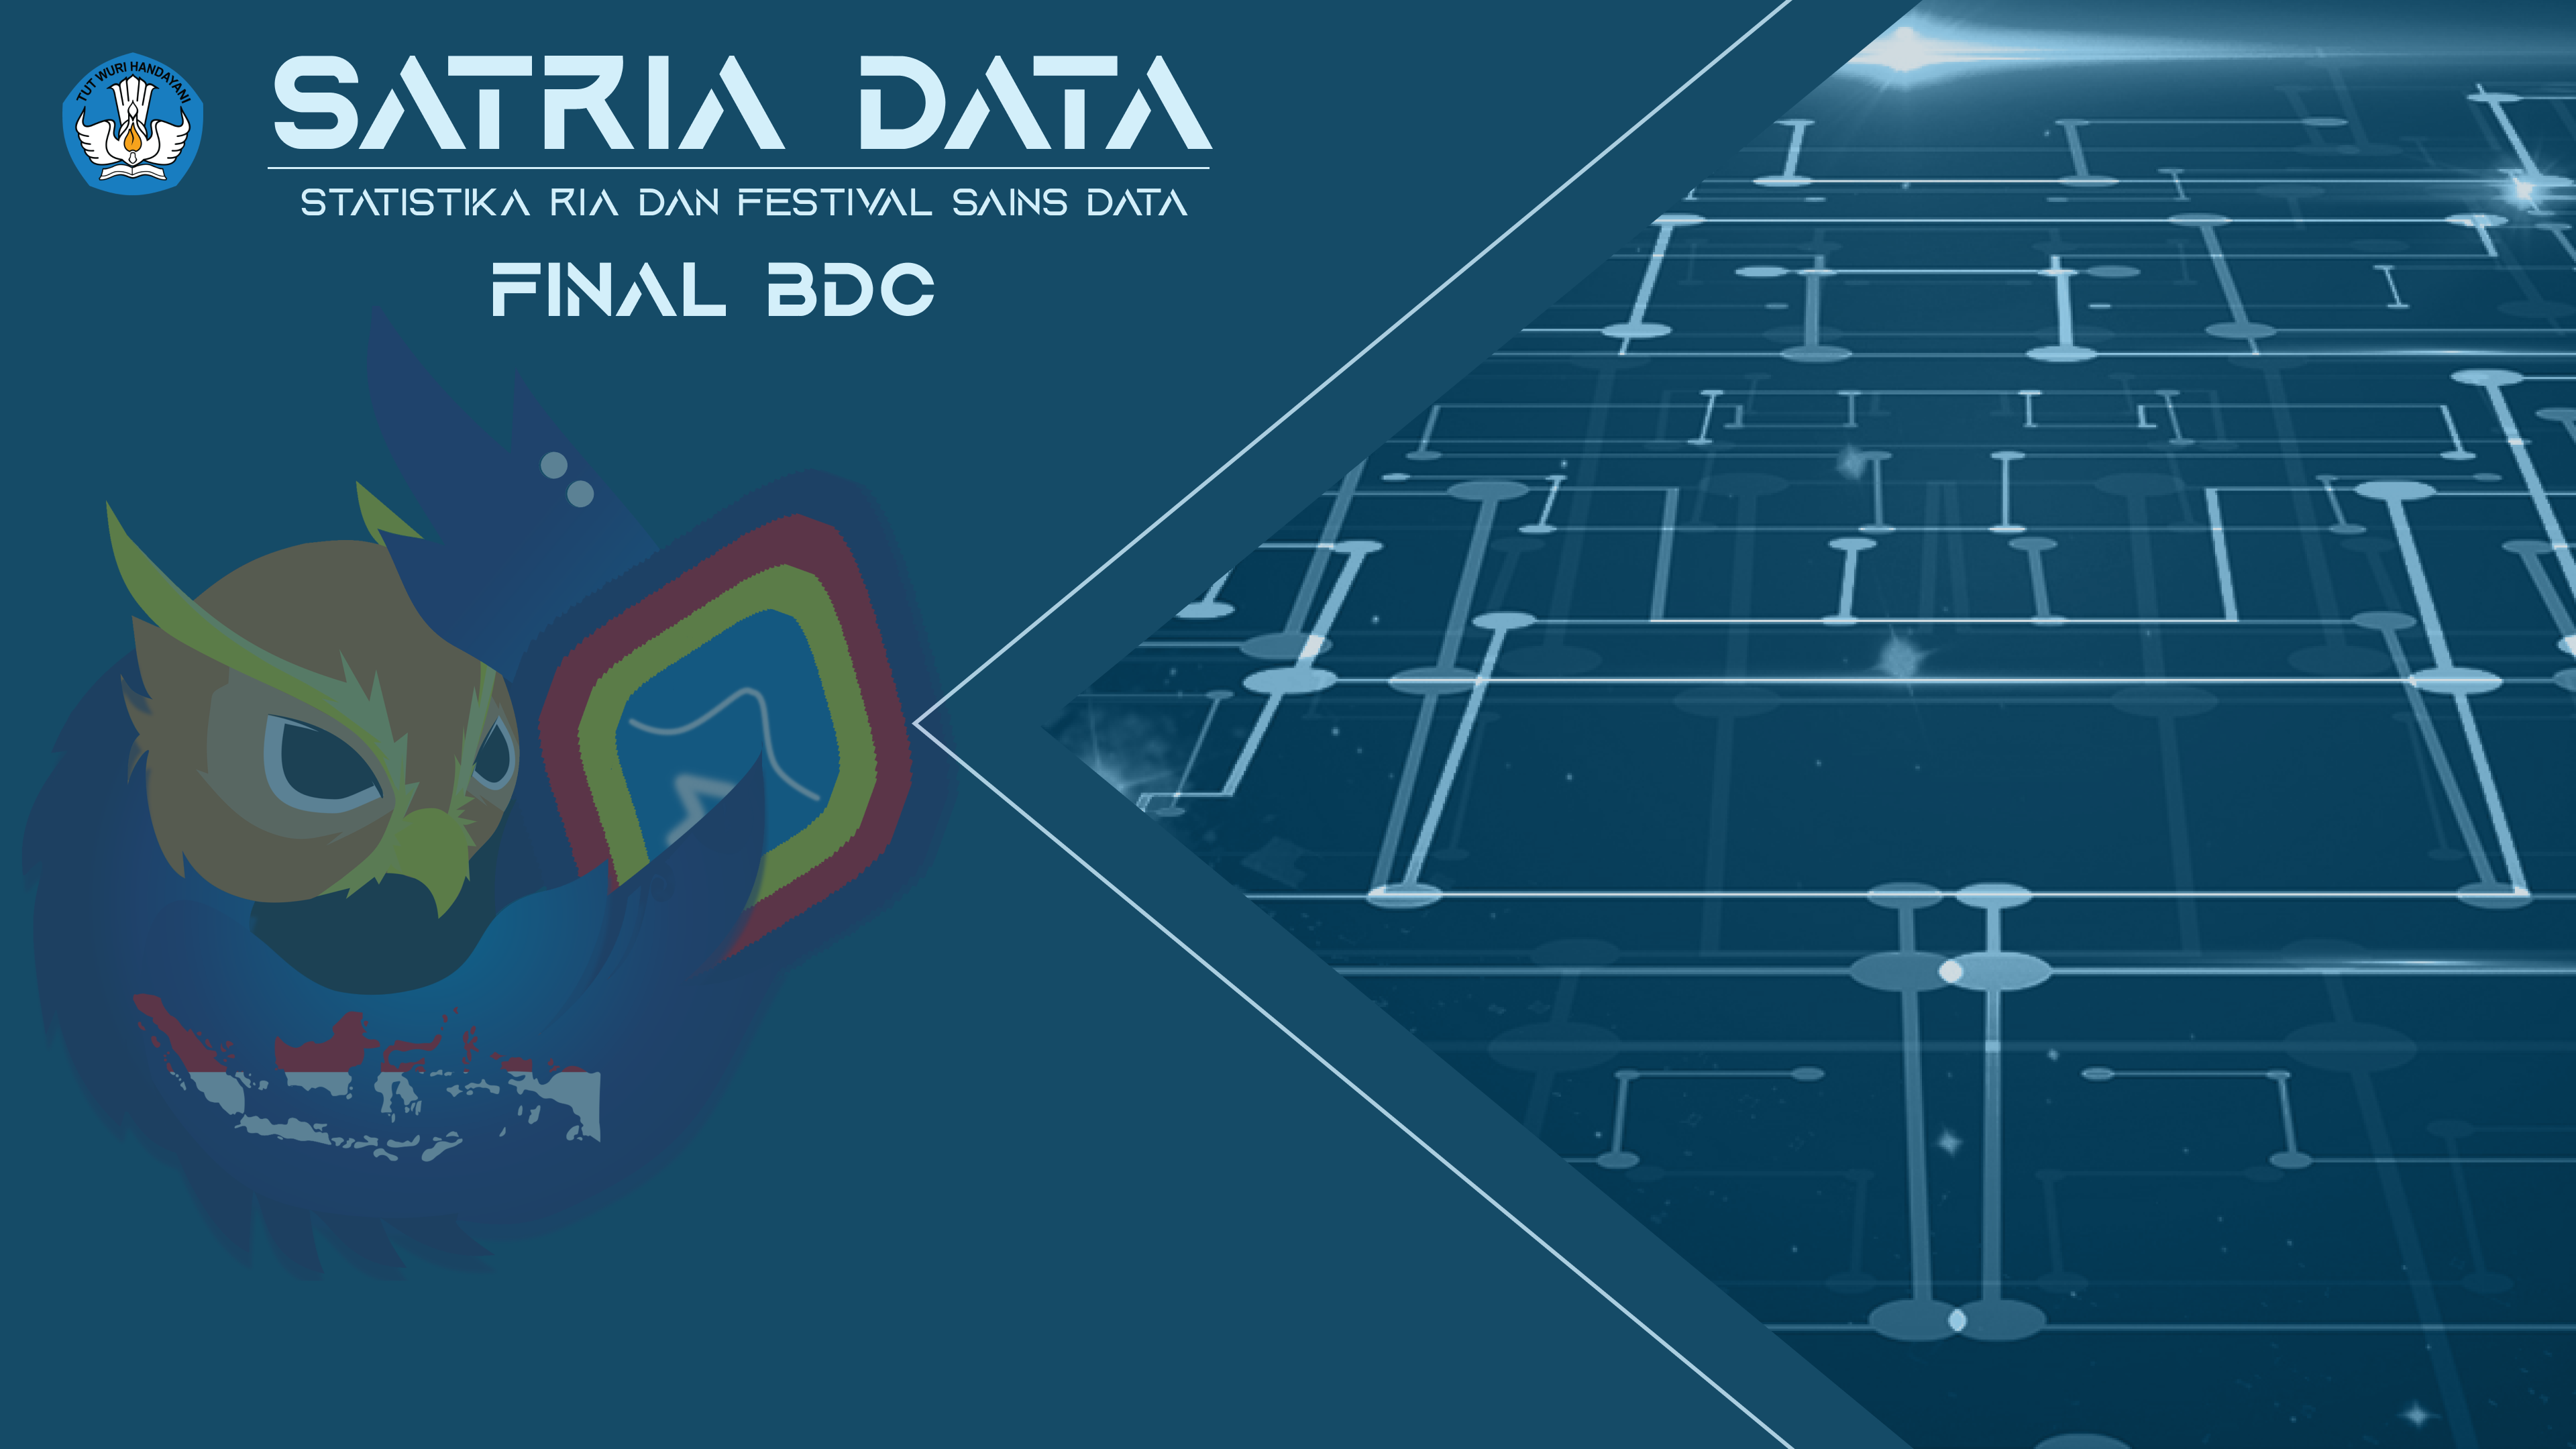 TUT WURI HANDAYANI
SATRIA DATA
STATISTIKA RIA DAN FESTIVAL SAINS DATA
FINAL BDC